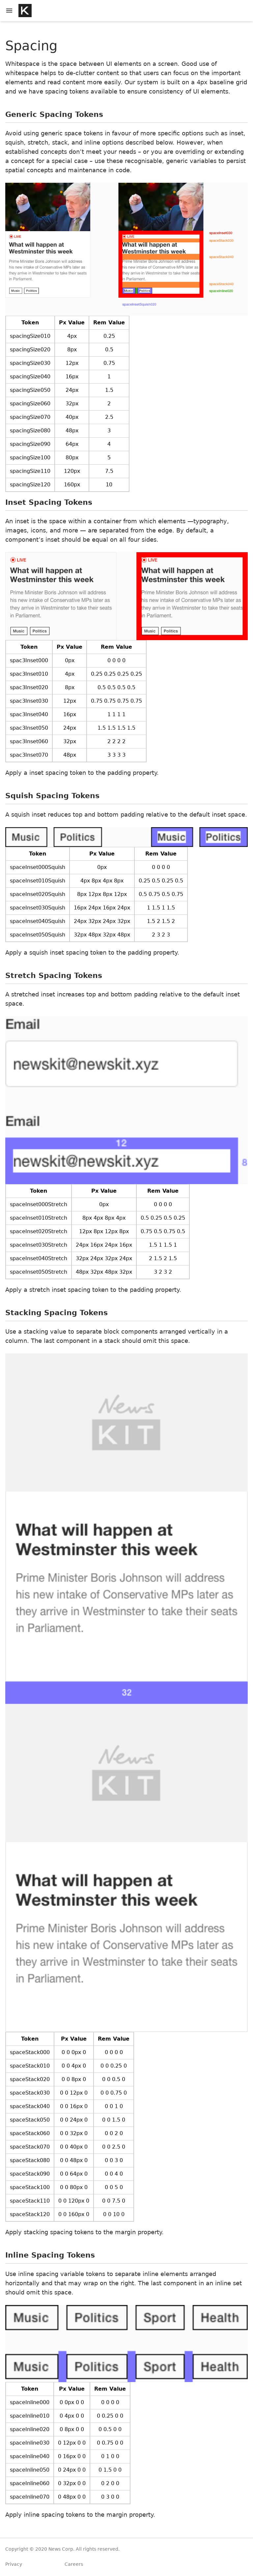 Spacing
Whitespace is the space between UI elements on a screen. Good use of
whitespace helps to de-clutter content so that users can focus on the important
elements and read content more easily. Our system is built on a 4px baseline grid
and we have spacing tokens available to ensure consistency of UI elements.
Generic Spacing Tokens
Avoid using generic space tokens in favour of more specific options such as inset,
squish, stretch, stack, and inline options described below. However, when
established concepts don't meet your needs – or you are overriding or extending
a concept for a special case – use these recognisable, generic variables to persist
spatial concepts and maintenance in code.
LIVE
What will happen at
Westminster this week
Prime Minister Boris Johnson will address
his new intake of Conservative MPs later as
they arrive in Westminster to take their seats
in Parliament.
Music Politics
LIVE
What will happen at
Westminster this week
Prime Minister Boris Johnson will address
his new intake of Conservative MPs later as
they arrive in Westminster to take their seats
in Parliament.
Token Px Value Rem Value
spacingSize010 4px 0.25
spacingSize020 8px 0.5
spacingSize030 12px 0.75
spacingSize040 16px 1
spacingSize050 24px 1.5
spacingSize060 32px 2
spacingSize070 40px 2.5
spacingSize080 48px 3
spacingSize090 64px 4
spacingSize100 80px 5
spacingSize110 120px 7.5
spacingSize120 160px 10
Inset Spacing Tokens
An inset is the space within a container from which elements —typography,
images, icons, and more — are separated from the edge. By default, a
component's inset should be equal on all four sides.
LIVE
What will happen at
Westminster this week
Prime Minister Boris Johnson will address
his new intake of Conservative MPs later as
they arrive in Westminster to take their seats
in Parliament.
Music Politics
LIVE
What will happen at
Westminster this week
Prime Minister Boris Johnson will address
his new intake of Conservative MPs later as
they arrive in Westminster to take their seats
in Parliament.
Music Politics
Token Px Value Rem Value
spac3Inset000 0px 0 0 0 0
spac3Inset010 4px 0.25 0.25 0.25 0.25
spac3Inset020 8px 0.5 0.5 0.5 0.5
spac3Inset030 12px 0.75 0.75 0.75 0.75
spac3Inset040 16px 1 1 1 1
spac3Inset050 24px 1.5 1.5 1.5 1.5
spac3Inset060 32px 2 2 2 2
spac3Inset070 48px 3 3 3 3
Apply a inset spacing token to the padding property.
Squish Spacing Tokens
A squish inset reduces top and bottom padding relative to the default inset space.
Music Politics Music Politics
Token Px Value Rem Value
spaceInset000Squish 0px 0 0 0 0
spaceInset010Squish 4px 8px 4px 8px 0.25 0.5 0.25 0.5
spaceInset020Squish 8px 12px 8px 12px 0.5 0.75 0.5 0.75
spaceInset030Squish 16px 24px 16px 24px 1 1.5 1 1.5
spaceInset040Squish 24px 32px 24px 32px 1.5 2 1.5 2
spaceInset050Squish 32px 48px 32px 48px 2 3 2 3
Apply a squish inset spacing token to the padding property.
Stretch Spacing Tokens
A stretched inset increases top and bottom padding relative to the default inset
space.
Email
newskit@newskit.xyz
Email
12
newskit@newskit.xyz
8
Token Px Value Rem Value
spaceInset000Stretch 0px 0 0 0 0
spaceInset010Stretch 8px 4px 8px 4px 0.5 0.25 0.5 0.25
spaceInset020Stretch 12px 8px 12px 8px 0.75 0.5 0.75 0.5
spaceInset030Stretch 24px 16px 24px 16px 1.5 1 1.5 1
spaceInset040Stretch 32px 24px 32px 24px 2 1.5 2 1.5
spaceInset050Stretch 48px 32px 48px 32px 3 2 3 2
Apply a stretch inset spacing token to the padding property.
Stacking Spacing Tokens
Use a stacking value to separate block components arranged vertically in a
column. The last component in a stack should omit this space.
News
KIT
What will happen at
Westminster this week
Prime Minister Boris Johnson will address
his new intake of Conservative MPs later as
they arrive in Westminster to take their seats
in Parliament.
32
News
KIT
What will happen at
Westminster this week
Prime Minister Boris Johnson will address
his new intake of Conservative MPs later as
they arrive in Westminster to take their seats
in Parliament.
Token Px Value Rem Value
spaceStack000 0 0 0px 0 0 0 0 0
spaceStack010 0 0 4px 0 0 0 0.25 0
spaceStack020 0 0 8px 0 0 0 0.5 0
spaceStack030 0 0 12px 0 0 0 0.75 0
spaceStack040 0 0 16px 0 0 0 1 0
spaceStack050 0 0 24px 0 0 0 1.5 0
spaceStack060 0 0 32px 0 0 0 2 0
spaceStack070 0 0 40px 0 0 0 2.5 0
spaceStack080 0 0 48px 0 0 0 3 0
spaceStack090 0 0 64px 0 0 0 4 0
spaceStack100 0 0 80px 0 0 0 5 0
spaceStack110 0 0 120px 0 0 0 7.5 0
spaceStack120 0 0 160px 0 0 0 10 0
Apply stacking spacing tokens to the margin property.
Inline Spacing Tokens
Use inline spacing variable tokens to separate inline elements arranged
horizontally and that may wrap on the right. The last component in an inline set
should omit this space.
Music Politics Sport Health
Music Politics Sport Health
Token Px Value Rem Value
spaceInline000 0 0px 0 0 0 0 0 0
spaceInline010 0 4px 0 0 0 0.25 0 0
spaceInline020 0 8px 0 0 0 0.5 0 0
spaceInline030 0 12px 0 0 0 0.75 0 0
spaceInline040 0 16px 0 0 0 1 0 0
spaceInline050 0 24px 0 0 0 1.5 0 0
spaceInline060 0 32px 0 0 0 2 0 0
spaceInline070 0 48px 0 0 0 3 0 0
Apply inline spacing tokens to the margin property.
Copyright © 2020 News Corp. All rights reserved.
Privacy Careers